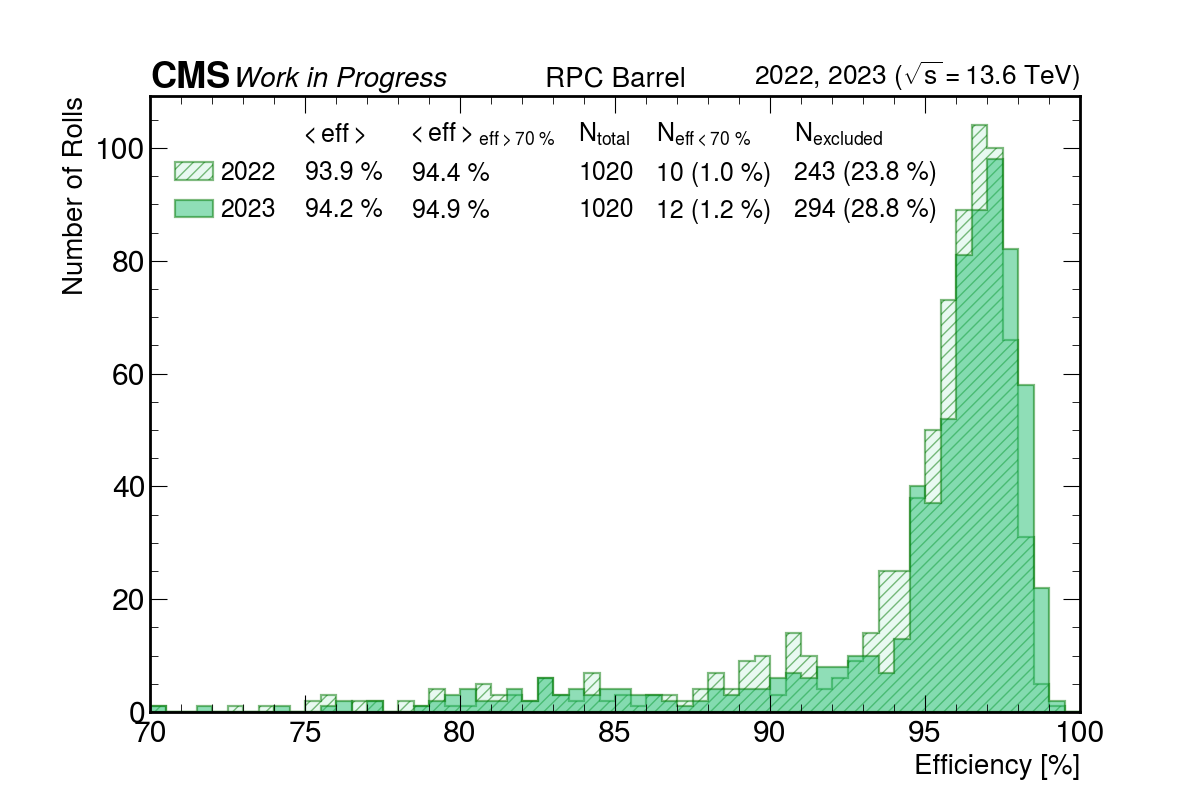 CMS Work in Progress RPC Barrel 2022, 2023 (√s = 13.6 TeV)
Number of Rolls
< eff > < eff > eff > 70 % Ntotal Neff < 70 % Nexcluded
2022 93.9 % 94.4 % 1020 10 (1.0 %) 243 (23.8 %)
2023 94.2 % 94.9 % 1020 12 (1.2 %) 294 (28.8 %)
100
80
60
40
20
0
70 75 80 85 90 95 100
Efficiency [%]